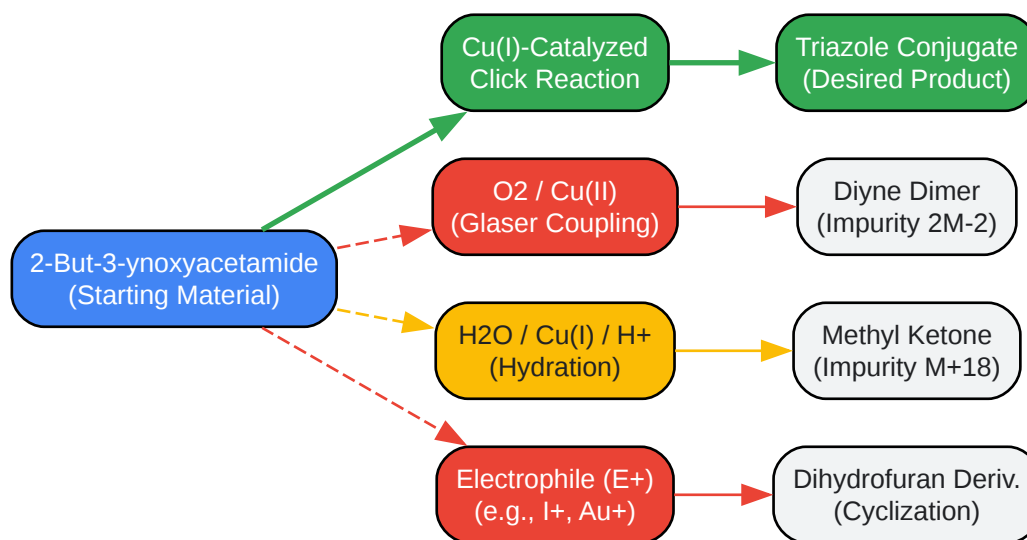 Cu(I)-Catalyzed
Click Reaction
Triazole Conjugate
(Desired Product)
O2 / Cu(II)
(Glaser Coupling)
Diyne Dimer
(Impurity 2M-2)
2-But-3-ynoxyacetamide
(Starting Material)
H2O / Cu(I) / H+
(Hydration)
Methyl Ketone
(Impurity M+18)
Electrophile (E+)
(e.g., I+, Au+)
Dihydrofuran Deriv.
(Cyclization)